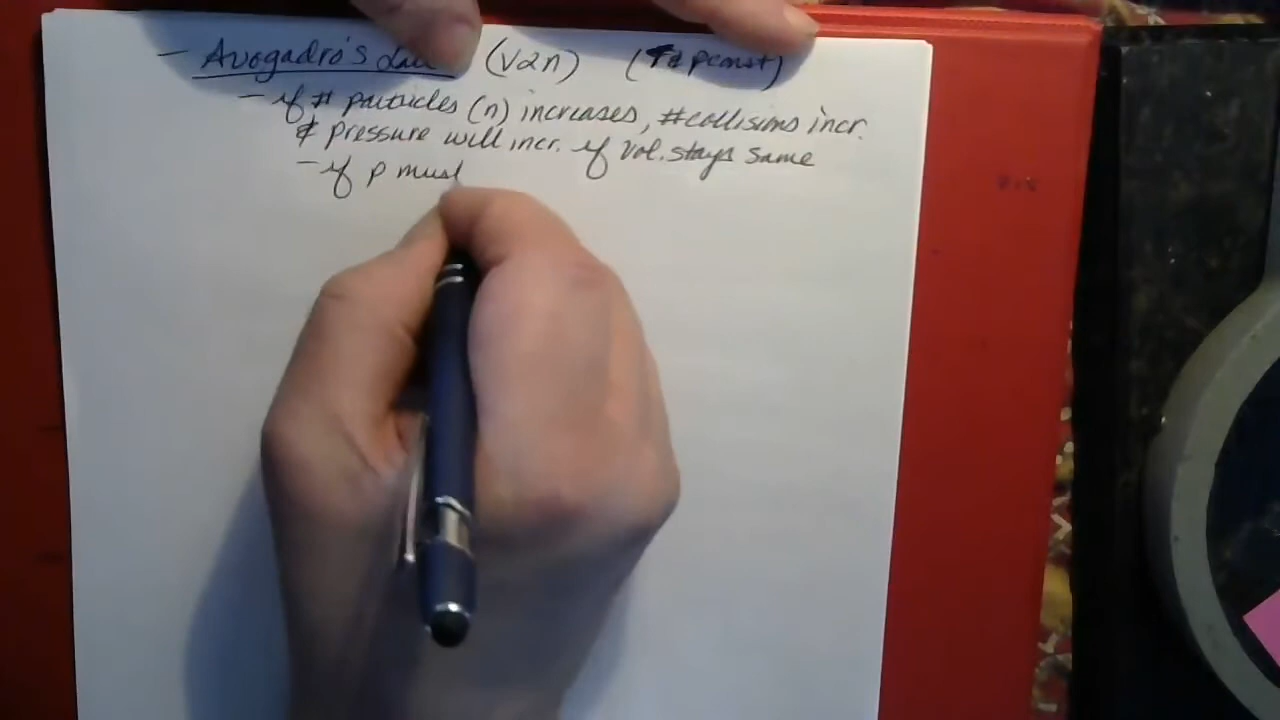 - Avogadro's Law (V α n) (T & p const)
- if # particles (n) increases, # collisions incr.
& pressure will incr. if vol. stays same
- if p must